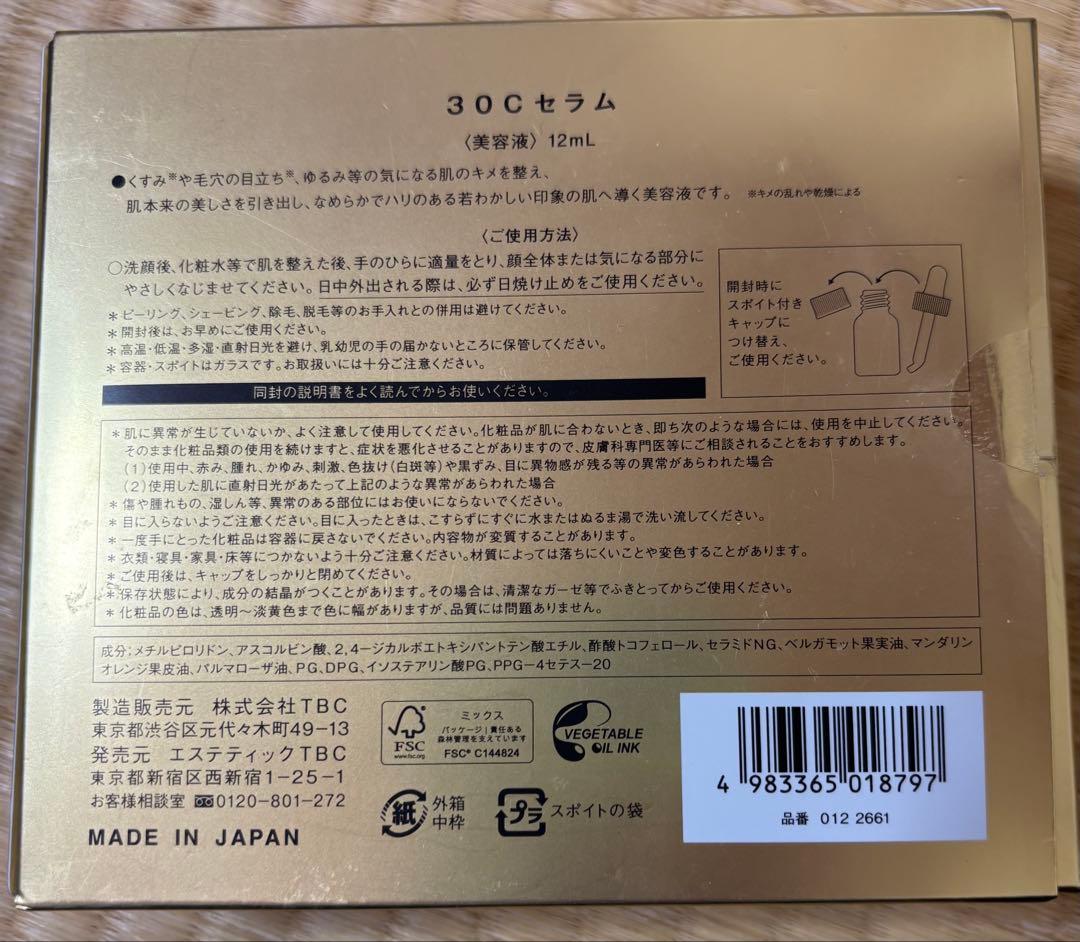 30Cセラム
〈美容液〉12mL
●くすみ※や毛穴の目立ち※、ゆるみ等の気になる肌のキメを整え、
肌本来の美しさを引き出し、なめらかでハリのある若わかしい印象の肌へ導く美容液です。 ※キメの乱れや乾燥による
〈ご使用方法〉
○洗顔後、化粧水等で肌を整えた後、手のひらに適量をとり、顔全体または気になる部分に
やさしくなじませてください。日中外出される際は、必ず日焼け止めをご使用ください。
＊ピーリング、シェービング、除毛、脱毛等のお手入れとの併用は避けてください。
＊開封後は、お早めにご使用ください。
＊高温・低温・多湿・直射日光を避け、乳幼児の手の届かないところに保管してください。
＊容器・スポイトはガラスです。お取扱いには十分ご注意ください。
同封の説明書をよく読んでからお使いください。
開封時に
スポイト付き
キャップに
つけ替え、
ご使用ください。
＊肌に異常が生じていないか、よく注意して使用してください。化粧品が肌に合わないとき、即ち次のような場合には、使用を中止してください。
そのまま化粧品類の使用を続けますと、症状を悪化させることがありますので、皮膚科専門医等にご相談されることをおすすめします。
(1)使用中、赤み、腫れ、かゆみ、刺激、色抜け(白斑等)や黒ずみ、目に異物感が残る等の異常があらわれた場合
(2)使用した肌に直射日光があたって上記のような異常があらわれた場合
＊傷や腫れもの、湿しん等、異常のある部位にはお使いにならないでください。
＊目に入らないようご注意ください。目に入ったときは、こすらずにすぐに水またはぬるま湯で洗い流してください。
＊一度手にとった化粧品は容器に戻さないでください。内容物が変質することがあります。
＊衣類・寝具・家具・床等につかないよう十分ご注意ください。材質によっては落ちにくいことや変色することがあります。
＊ご使用後は、キャップをしっかりと閉めてください。
＊保存状態により、成分の結晶がつくことがあります。その場合は、清潔なガーゼ等でふきとってからご使用ください。
＊化粧品の色は、透明〜淡黄色まで色に幅がありますが、品質には問題ありません。
成分：メチルピロリドン、アスコルビン酸、2,4-ジカルボエトキシパントテン酸エチル、酢酸トコフェロール、セラミドNG、ベルガモット果実油、マンダリン
オレンジ果皮油、パルマローザ油、PG、DPG、イソステアリン酸PG、PPG-4セテス-20
製造販売元 株式会社TBC
東京都渋谷区元代々木町49-13
発売元 エステティックTBC
東京都新宿区西新宿1-25-1
お客様相談室 0120-801-272
MADE IN JAPAN
FSC
www.fsc.org
ミックス
パッケージ｜責任ある
森林管理を支えています
FSC® C144824
VEGETABLE
OIL INK
紙
外箱
中枠
プラ
スポイトの袋
4 983365 018797
品番 012 2661